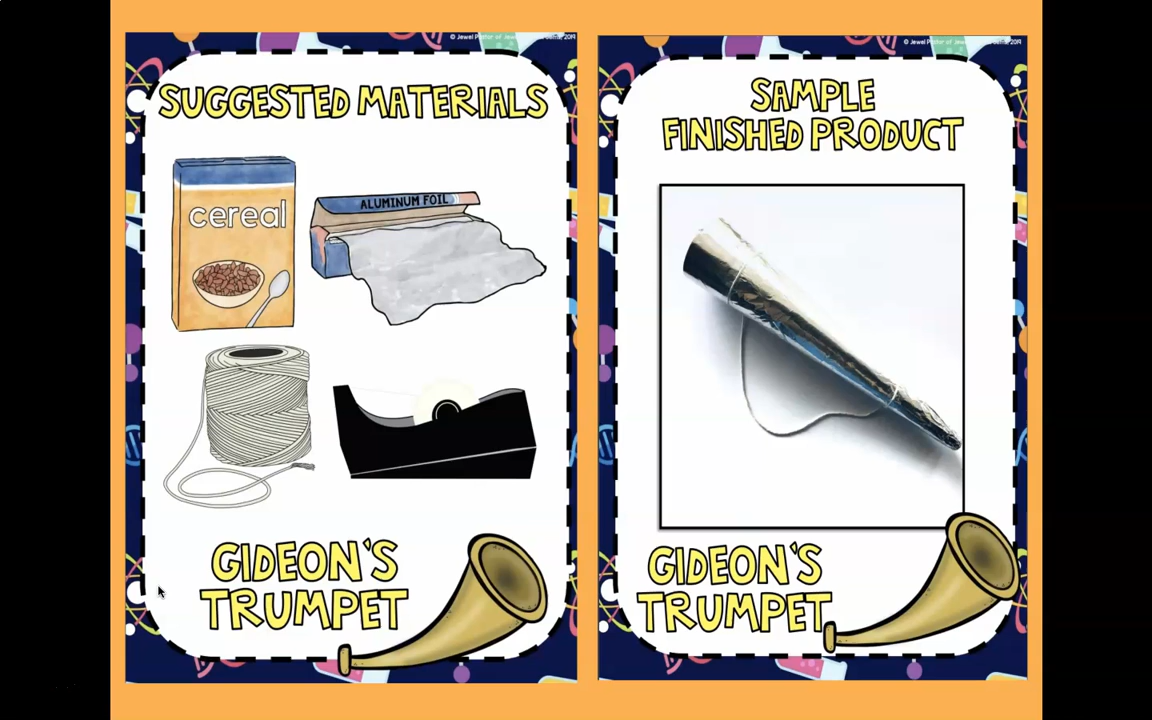 SUGGESTED MATERIALS
cereal
ALUMINUM FOIL
GIDEON'S
TRUMPET
SAMPLE
FINISHED PRODUCT
GIDEON'S
TRUMPET